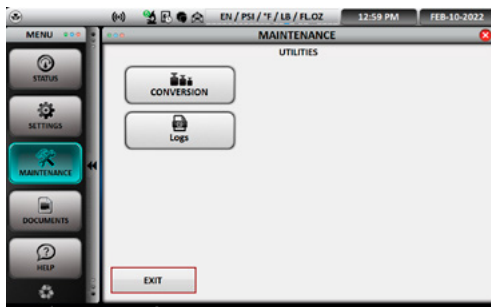 EN / PSI / °F / LB / FL.OZ
12:59 PM
FEB-10-2022
MENU
MAINTENANCE
UTILITIES
STATUS
CONVERSION
SETTINGS
Logs
MAINTENANCE
DOCUMENTS
HELP
EXIT